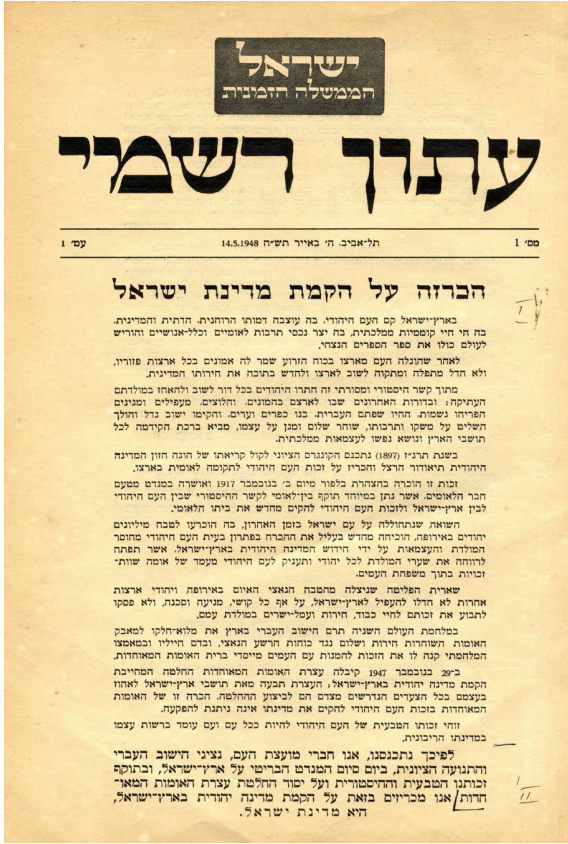 ישראל
הממשלה הזמנית
עתון רשמי
מס׳ 1
תל־אביב, ה׳ באייר תש״ח 14.5.1948
עמ׳ 1
הכרזה על הקמת מדינת ישראל
בארץ־ישראל קם העם היהודי, בה עוצבה דמותו הרוחנית, הדתית והמדינית,
בה חי חיי קוממיות ממלכתית, בה יצר נכסי תרבות לאומיים וכלל־אנושיים והוריש
לעולם כולו את ספר הספרים הנצחי.
לאחר שהוגלה העם מארצו בכוח הזרוע שמר לה אמונים בכל ארצות פזוריו,
ולא חדל מתפלה ומתקוה לשוב לארצו ולחדש בתוכה את חירותו המדינית.
מתוך קשר היסטורי ומסורתי זה חתרו היהודים בכל דור לשוב ולהאחז במולדתם
העתיקה; ובדורות האחרונים שבו לארצם בהמונים, וחלוצים, מעפילים ומגינים
הפריחו נשמות, החיו שפתם העברית, בנו כפרים וערים, והקימו ישוב גדל והולך
השליט על משקו ותרבותו, שוחר שלום ומגן על עצמו, מביא ברכת הקידמה לכל
תושבי הארץ ונושא נפשו לעצמאות ממלכתית.
בשנת תרנ״ז (1897) נתכנס הקונגרס הציוני לקול קריאתו של הוגה חזון המדינה
היהודית תיאודור הרצל והכריז על זכות העם היהודי לתקומה לאומית בארצו.
זכות זו הוכרה בהצהרת בלפור מיום ב׳ בנובמבר 1917 ואושרה במנדט מטעם
חבר הלאומים, אשר נתן במיוחד תוקף בין־לאומי לקשר ההיסטורי שבין העם היהודי
לבין ארץ־ישראל ולזכות העם היהודי להקים מחדש את ביתו הלאומי.
השואה שנתחוללה על עם ישראל בזמן האחרון, בה הוכרעו לטבח מיליונים
יהודים באירופה, הוכיחה מחדש בעליל את ההכרח בפתרון בעית העם היהודי מחוסר
המולדת והעצמאות על ידי חידוש המדינה היהודית בארץ־ישראל, אשר תפתח
לרווחה את שערי המולדת לכל יהודי ותעניק לעם היהודי מעמד של אומה שוות־
זכויות בתוך משפחת העמים.
שארית הפליטה שניצלה מהטבח הנאצי האיום באירופה ויהודי ארצות
אחרות לא חדלו להעפיל לארץ־ישראל, על אף כל קושי, מניעה וסכנה, ולא פסקו
לתבוע את זכותם לחיי כבוד, חירות ועמל־ישרים במולדת עמם.
במלחמת העולם השניה תרם הישוב העברי בארץ את מלוא־חלקו למאבק
האומות השוחרות חירות ושלום נגד כוחות הרשע הנאצי, ובדם חייליו ובמאמצו
המלחמתי קנה לו את הזכות להמנות עם העמים מייסדי ברית האומות המאוחדות.
ב־29 בנובמבר 1947 קיבלה עצרת האומות המאוחדות החלטה המחייבת
הקמת מדינה יהודית בארץ־ישראל; העצרת תבעה מאת תושבי ארץ־ישראל לאחוז
בעצמם בכל הצעדים הנדרשים מצדם הם לביצוע ההחלטה. הכרה זו של האומות
המאוחדות בזכות העם היהודי להקים את מדינתו אינה ניתנת להפקעה.
זוהי זכותו הטבעית של העם היהודי להיות ככל עם ועם עומד ברשות עצמו
במדינתו הריבונית.
לפיכך נתכנסנו, אנו חברי מועצת העם, נציגי הישוב העברי
והתנועה הציונית, ביום סיום המנדט הבריטי על ארץ־ישראל, ובתוקף
זכותנו הטבעית וההיסטורית ועל יסוד החלטת עצרת האומות המאו־
חדות אנו מכריזים בזאת על הקמת מדינה יהודית בארץ־ישראל,
היא מדינת ישראל.
I
I
II